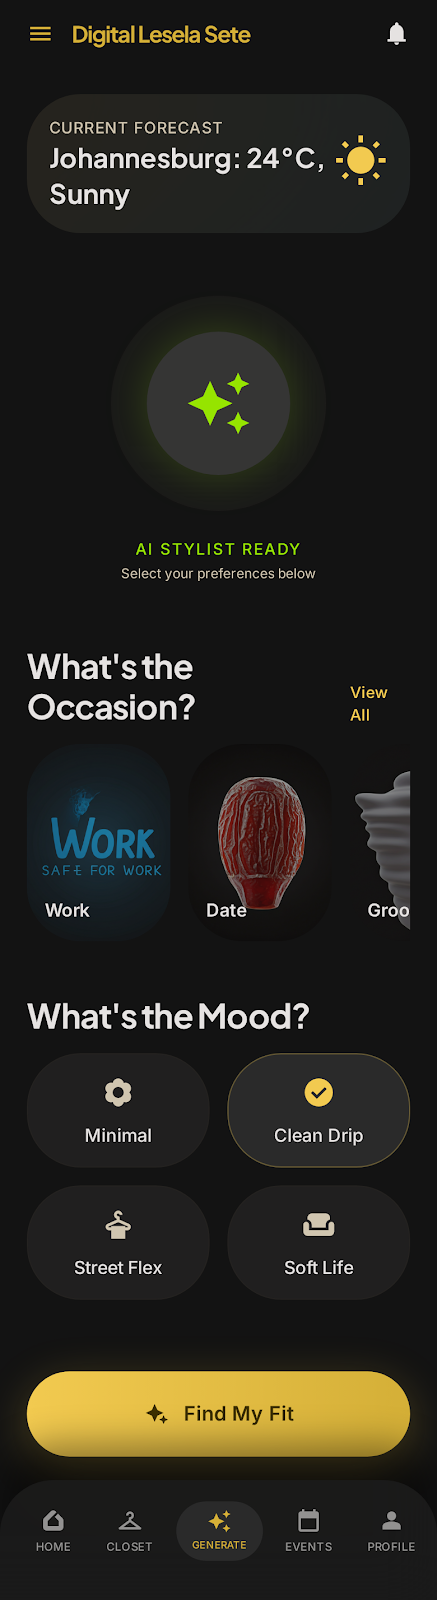 Digital Lesela Sete
CURRENT FORECAST
Johannesburg: 24°C,
Sunny
AI STYLIST READY
Select your preferences below
What's the
Occasion?
View
All
WORK
SAFE FOR WORK
Work
Date
Groo
What's the Mood?
Minimal
Clean Drip
Street Flex
Soft Life
Find My Fit
HOME
CLOSET
GENERATE
EVENTS
PROFILE